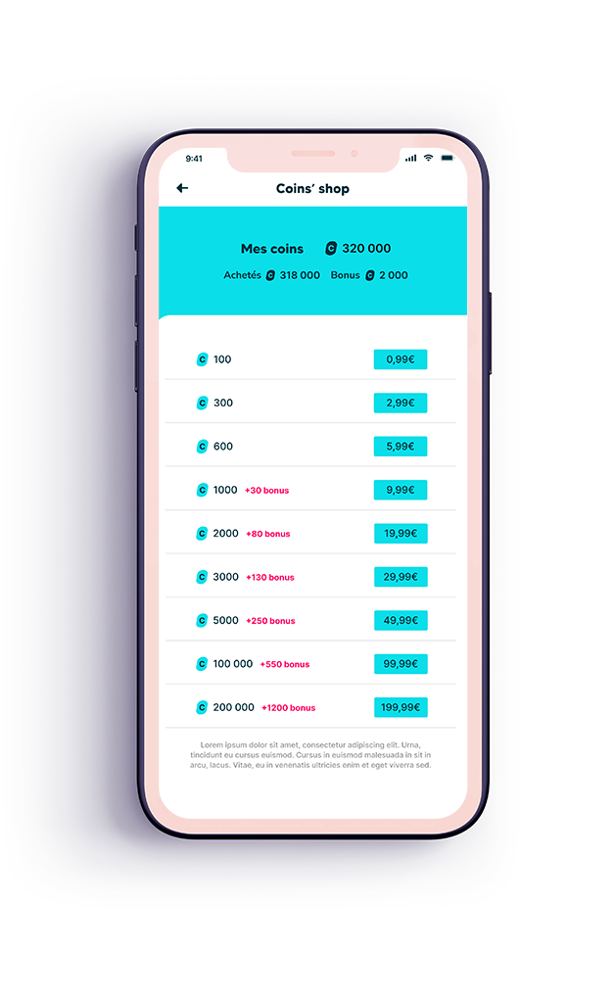 9:41
Coins’ shop
Mes coins C 320 000
Achetés C 318 000 Bonus C 2 000
C 100 0,99€
C 300 2,99€
C 600 5,99€
C 1000 +30 bonus 9,99€
C 2000 +80 bonus 19,99€
C 3000 +130 bonus 29,99€
C 5000 +250 bonus 49,99€
C 100 000 +550 bonus 99,99€
C 200 000 +1200 bonus 199,99€
Lorem ipsum dolor sit amet, consectetur adipiscing elit. Urna,
tincidunt eu cursus euismod. Cursus in euismod malesuada in sit in
arcu, lacus. Vitae, eu in venenatis ultricies enim et eget viverra sed.